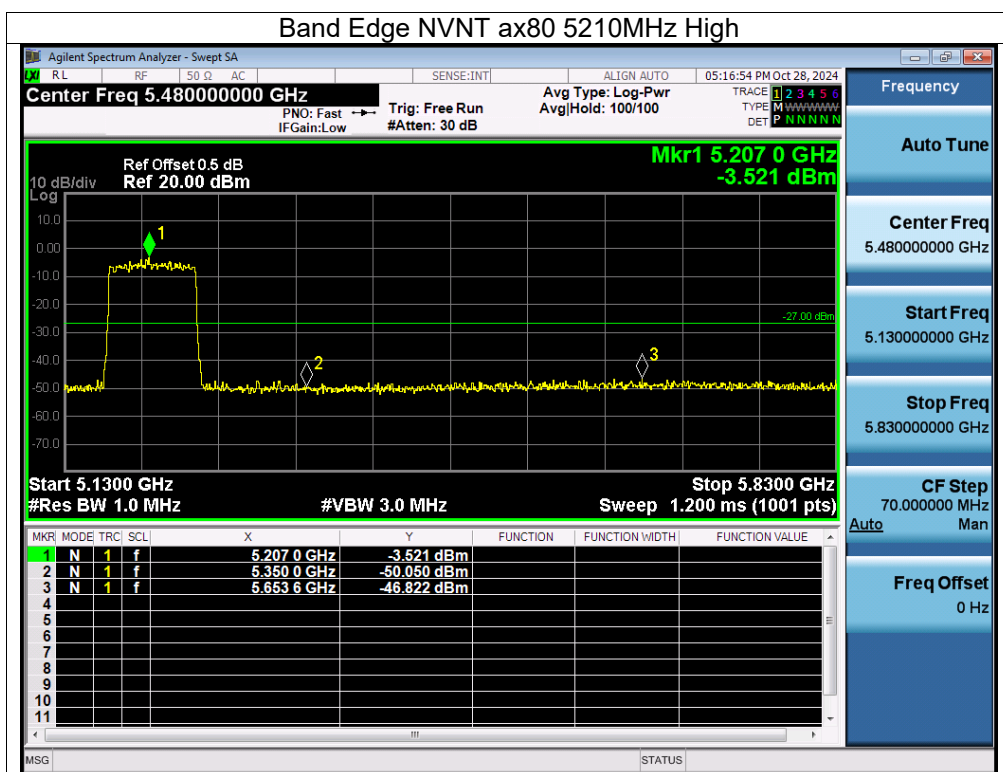 Band Edge NVNT ax80 5210MHz High
Agilent Spectrum Analyzer - Swept SA
LXI RL RF 50 Ω AC SENSE:INT ALIGN AUTO 05:16:54 PM Oct 28, 2024
Center Freq 5.480000000 GHz
PNO: Fast
IFGain:Low
Trig: Free Run
#Atten: 30 dB
Avg Type: Log-Pwr
Avg|Hold: 100/100
TRACE 1 2 3 4 5 6
TYPE M WWWWW
DET P N N N N N
Mkr1 5.207 0 GHz
-3.521 dBm
Ref Offset 0.5 dB
10 dB/div Ref 20.00 dBm
Log
10.0
0.00
-10.0
-20.0
-30.0
-40.0
-50.0
-60.0
-70.0
1
2
3
-27.00 dBm
Start 5.1300 GHz Stop 5.8300 GHz
#Res BW 1.0 MHz #VBW 3.0 MHz Sweep 1.200 ms (1001 pts)
MKR MODE TRC SCL X Y FUNCTION FUNCTION WIDTH FUNCTION VALUE
1 N 1 f 5.207 0 GHz -3.521 dBm
2 N 1 f 5.350 0 GHz -50.050 dBm
3 N 1 f 5.653 6 GHz -46.822 dBm
4
5
6
7
8
9
10
11
MSG STATUS
Frequency
Auto Tune
Center Freq
5.480000000 GHz
Start Freq
5.130000000 GHz
Stop Freq
5.830000000 GHz
CF Step
70.000000 MHz
Auto Man
Freq Offset
0 Hz